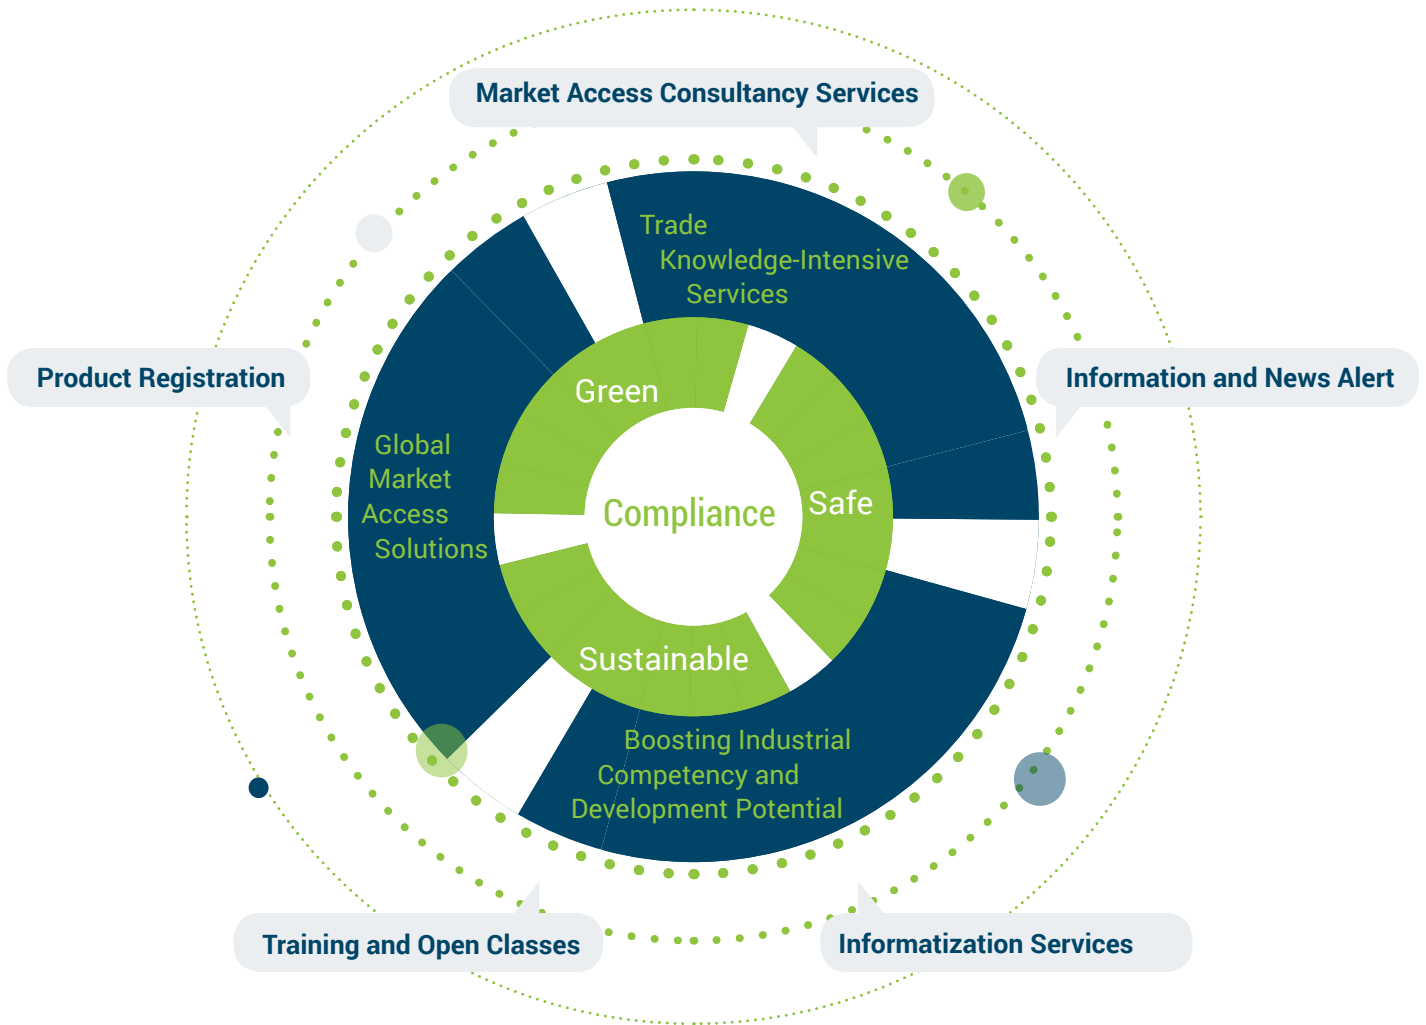 Market Access Consultancy Services
Trade
Knowledge-Intensive
Services
Product Registration
Information and News Alert
Green
Global
Market
Access
Solutions
Safe
Compliance
Sustainable
Boosting Industrial
Competency and
Development Potential
Training and Open Classes
Informatization Services